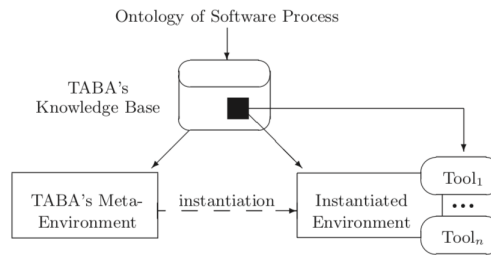 Ontology of Software Process
TABA's
Knowledge Base
TABA's Meta-
Environment
instantiation
Instantiated
Environment
Tool1
•••
Tooln